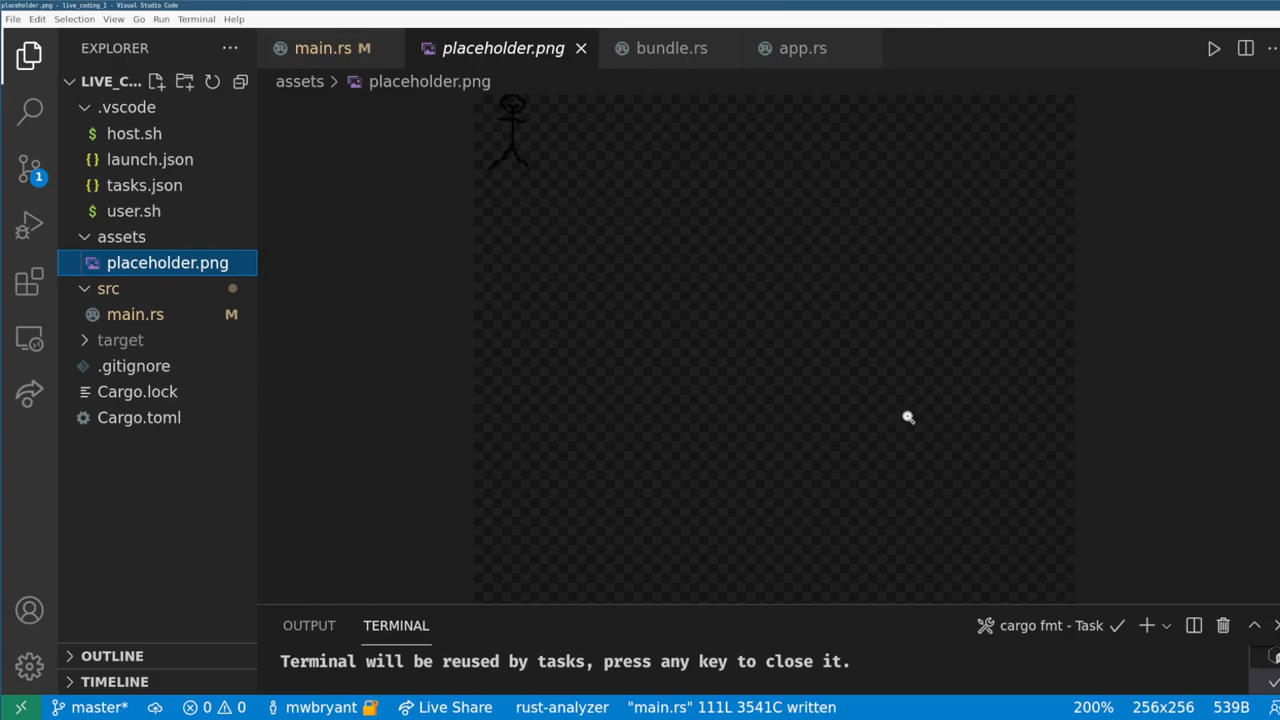 placeholder.png - live_coding_1 - Visual Studio Code
File Edit Selection View Go Run Terminal Help
EXPLORER
main.rs M
placeholder.png
bundle.rs
app.rs
LIVE_C...
assets > placeholder.png
.vscode
host.sh
launch.json
tasks.json
user.sh
assets
placeholder.png
src
main.rs M
target
.gitignore
Cargo.lock
Cargo.toml
1
OUTPUT TERMINAL
cargo fmt - Task
Terminal will be reused by tasks, press any key to close it.
OUTLINE
TIMELINE
master* 0 0 mwbryant Live Share rust-analyzer "main.rs" 111L 3541C written 200% 256x256 539B